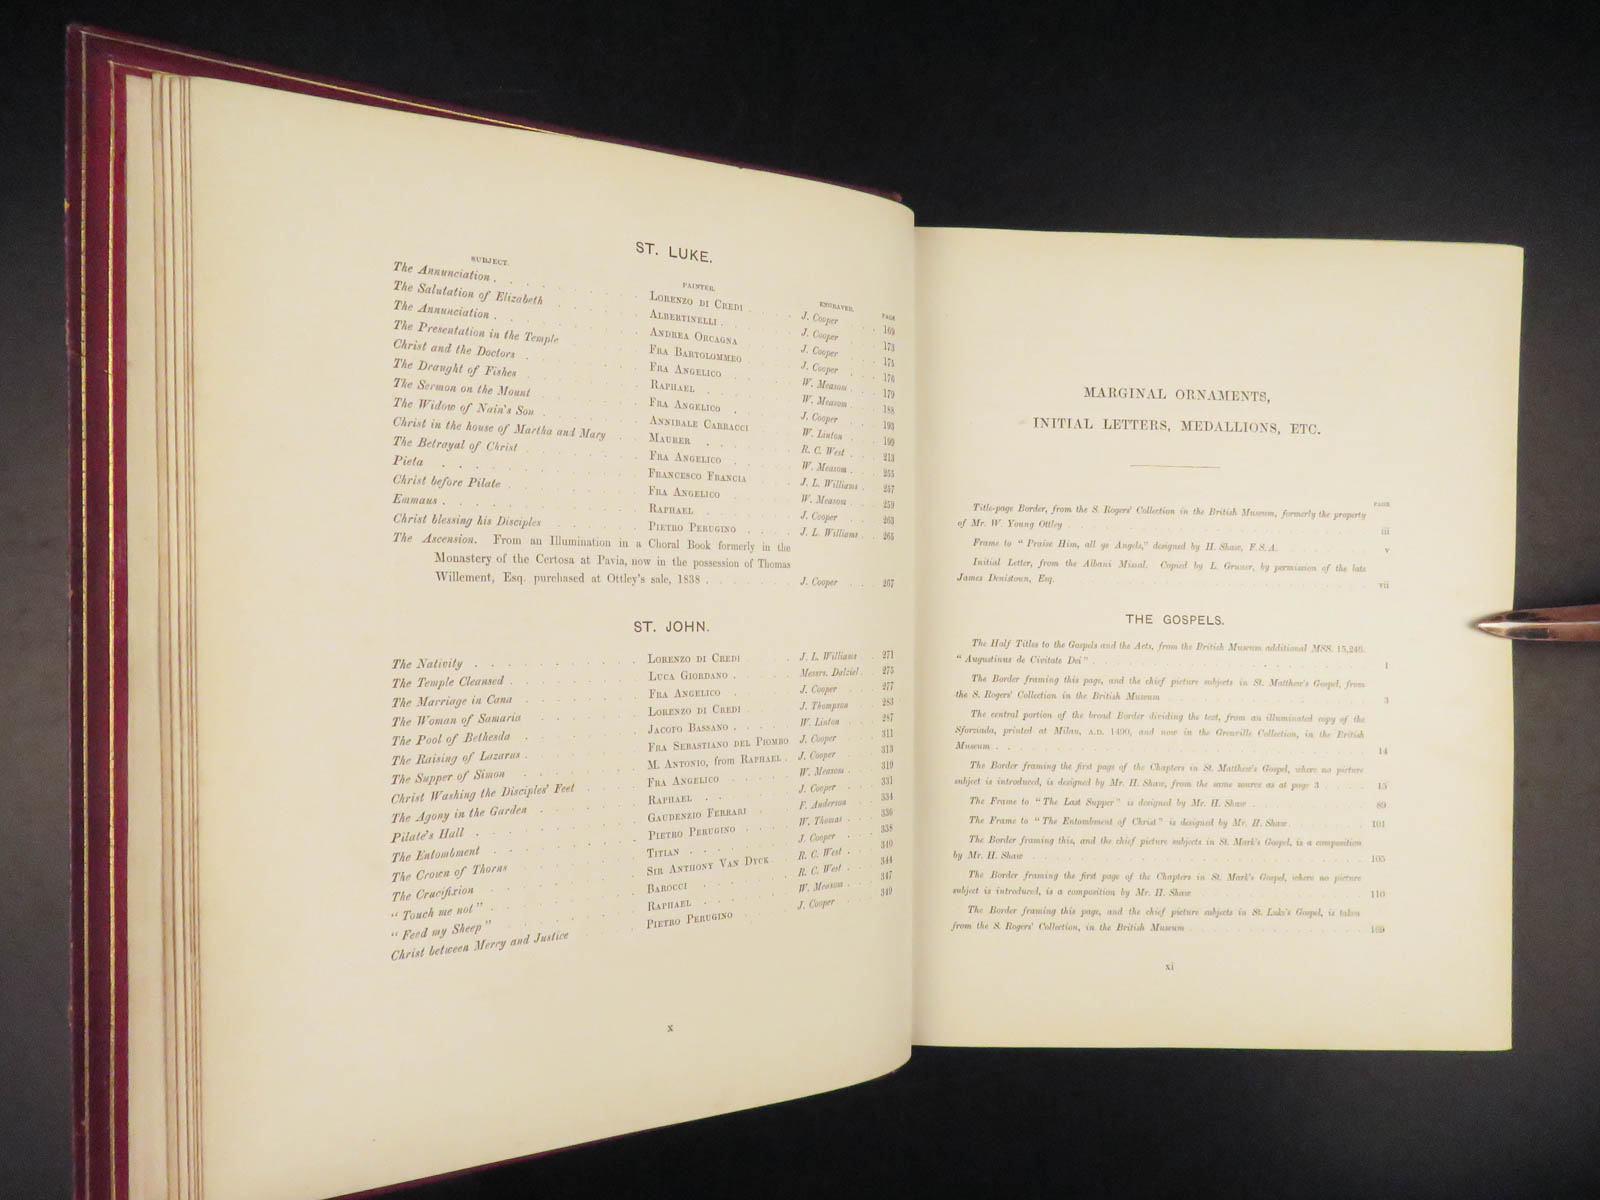 ST. LUKE.
SUBJECT. PAINTER. ENGRAVER. PAGE
The Annunciation . LORENZO DI CREDI J. Cooper 169
The Salutation of Elizabeth ALBERTINELLI . J. Cooper 173
The Annunciation . ANDREA ORCAGNA J. Cooper 175
The Presentation in the Temple FRA BARTOLOMMEO J. Cooper 176
Christ and the Doctors FRA ANGELICO W. Measom 179
The Draught of Fishes RAPHAEL W. Measom 188
The Sermon on the Mount FRA ANGELICO J. Cooper 193
The Widow of Nain's Son ANNIBALE CARRACCI W. Linton 199
Christ in the house of Martha and Mary MAURER R. C. West 213
The Betrayal of Christ FRA ANGELICO W. Measom 255
Pieta FRANCESCO FRANCIA J. L. Williams 257
Christ before Pilate FRA ANGELICO W. Measom 259
Emmaus . RAPHAEL J. Cooper 263
Christ blessing his Disciples PIETRO PERUGINO J. L. Williams 265
The Ascension. From an Illumination in a Choral Book formerly in the
Monastery of the Certosa at Pavia, now in the possession of Thomas
Willement, Esq. purchased at Ottley's sale, 1838 . J. Cooper 267
ST. JOHN.
The Nativity LORENZO DI CREDI J. L. Williams 271
The Temple Cleansed . LUCA GIORDANO . Messrs. Dalziel 275
The Marriage in Cana FRA ANGELICO J. Cooper 277
The Woman of Samaria LORENZO DI CREDI J. Thompson 283
The Pool of Bethesda JACOPO BASSANO . W. Linton 287
The Raising of Lazarus . FRA SEBASTIANO DEL PIOMBO J. Cooper 311
The Supper of Simon M. ANTONIO, from RAPHAEL . J. Cooper 313
Christ Washing the Disciples' Feet FRA ANGELICO W. Measom 319
The Agony in the Garden RAPHAEL J. Cooper 331
Pilate's Hall GAUDENZIO FERRARI F. Anderson 334
The Entombment PIETRO PERUGINO W. Thomas 336
The Crown of Thorns TITIAN J. Cooper 338
The Crucifixion SIR ANTHONY VAN DYCK R. C. West 340
"Touch me not" BAROCCI R. C. West 344
"Feed my Sheep" RAPHAEL W. Measom 347
Christ between Mercy and Justice PIETRO PERUGINO J. Cooper 349
x
MARGINAL ORNAMENTS,
INITIAL LETTERS, MEDALLIONS, ETC.
PAGE
Title-page Border, from the S. Rogers' Collection in the British Museum, formerly the property
of Mr. W. Young Ottley iii
Frame to "Praise Him, all ye Angels," designed by H. Shaw, F.S.A. v
Initial Letter, from the Albani Missal. Copied by L. Gruner, by permission of the late
James Dennistoun, Esq. vii
THE GOSPELS.
The Half Titles to the Gospels and the Acts, from the British Museum additional MSS. 15,246.
"Augustinus de Civitate Dei" 1
The Border framing this page, and the chief picture subjects in St. Matthew's Gospel, from
the S. Rogers' Collection in the British Museum 3
The central portion of the broad Border dividing the text, from an illuminated copy of the
Sforziada, printed at Milan, A.D. 1490, and now in the Grenville Collection, in the British
Museum 14
The Border framing the first page of the Chapters in St. Matthew's Gospel, where no picture
subject is introduced, is designed by Mr. H. Shaw, from the same source as at page 3 15
The Frame to "The Last Supper" is designed by Mr. H. Shaw 89
The Frame to "The Entombment of Christ" is designed by Mr. H. Shaw 101
The Border framing this, and the chief picture subjects in St. Mark's Gospel, is a composition
by Mr. H. Shaw 105
The Border framing the first page of the Chapters in St. Mark's Gospel, where no picture
subject is introduced, is a composition by Mr. H. Shaw 110
The Border framing this page, and the chief picture subjects in St. Luke's Gospel, is taken
from the S. Rogers' Collection, in the British Museum 169
xi